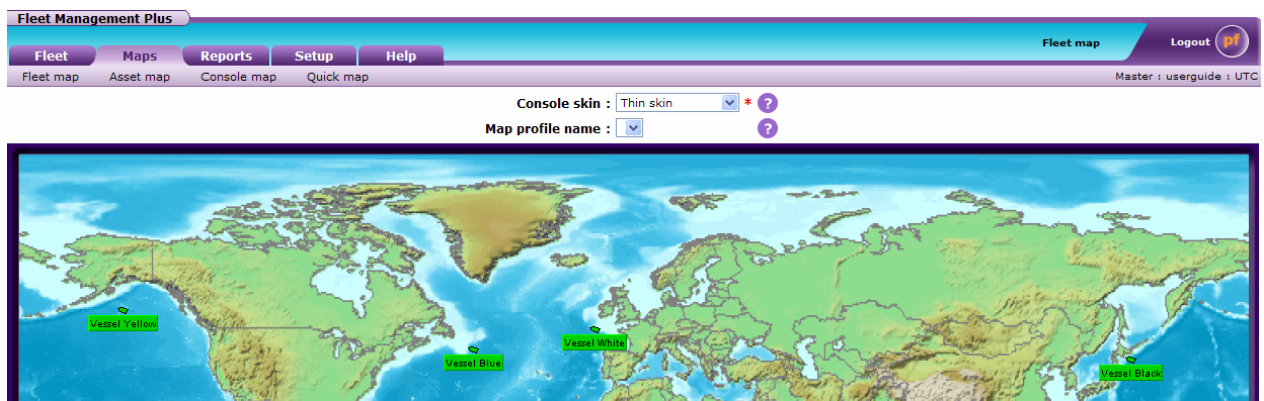 Fleet Management Plus
Fleet map
Logout pf
Fleet Maps Reports Setup Help
Fleet map Asset map Console map Quick map
Master : userguide : UTC
Console skin : Thin skin * ?
Map profile name : ?
Vessel Yellow
Vessel White
Vessel Blue
Vessel Black